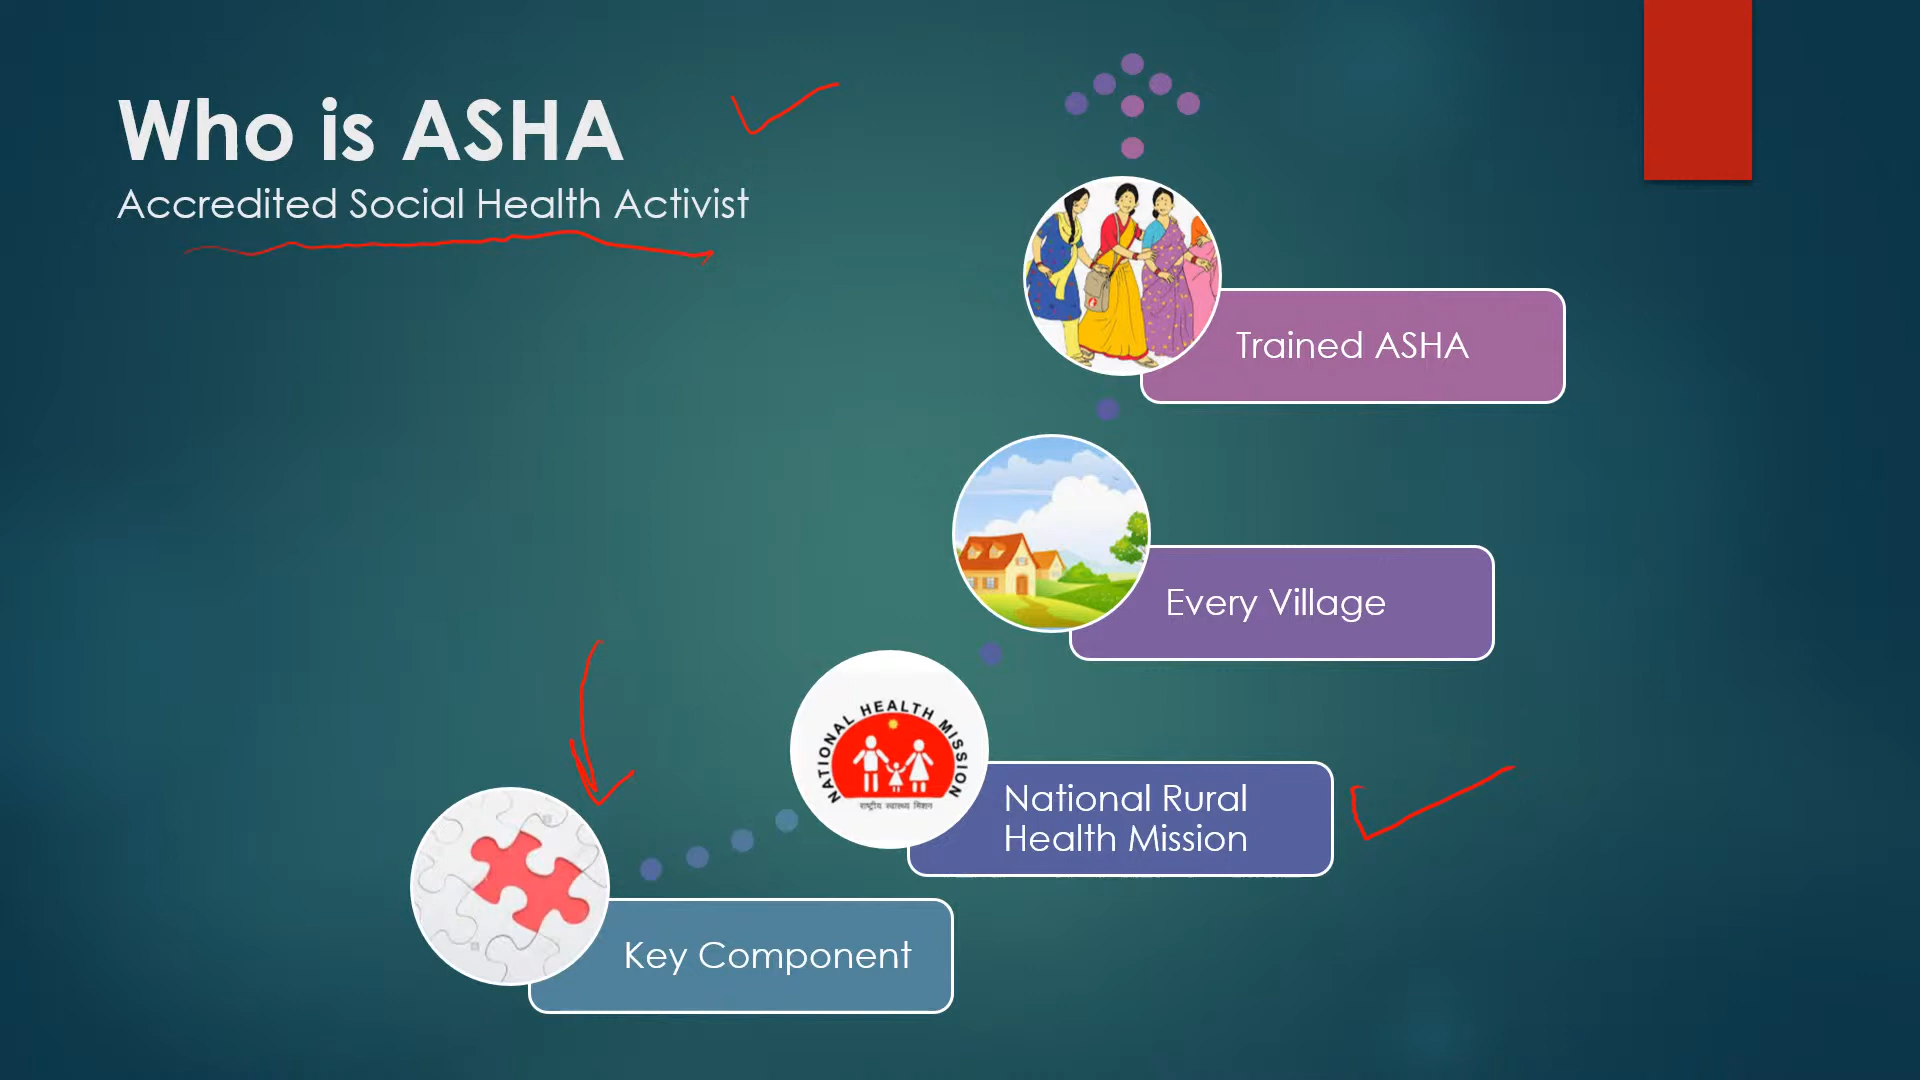 Who is ASHA
Accredited Social Health Activist
Trained ASHA
Every Village
NATIONAL HEALTH MISSION
राष्ट्रीय स्वास्थ्य मिशन
National Rural
Health Mission
Key Component